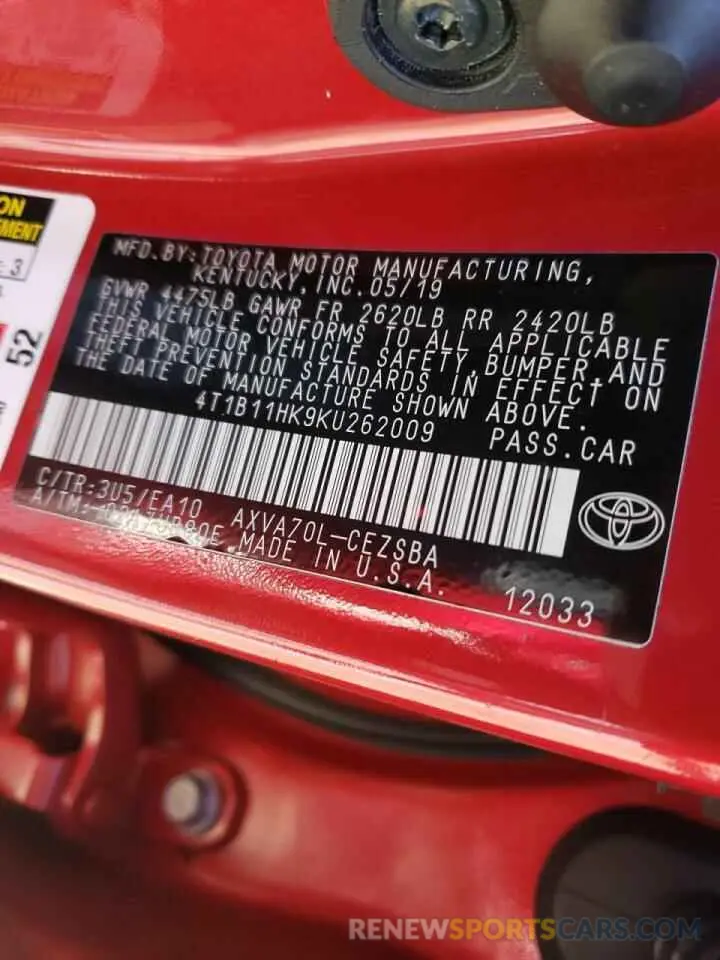 ON
EMENT
3
52
MFD.BY:TOYOTA MOTOR MANUFACTURING,
KENTUCKY,INC.05/19
GVWR 4475LB GAWR FR 2620LB RR 2420LB
THIS VEHICLE CONFORMS TO ALL APPLICABLE
FEDERAL MOTOR VEHICLE SAFETY,BUMPER,AND
THEFT PREVENTION STANDARDS IN EFFECT ON
THE DATE OF MANUFACTURE SHOWN ABOVE.
4T1B11HK9KU262009 PASS.CAR
C/TR:3U5/EA10 AXVA70L-CEZSBA
A/TM: MADE IN U.S.A.
12033
RENEWSPORTSCARS.COM